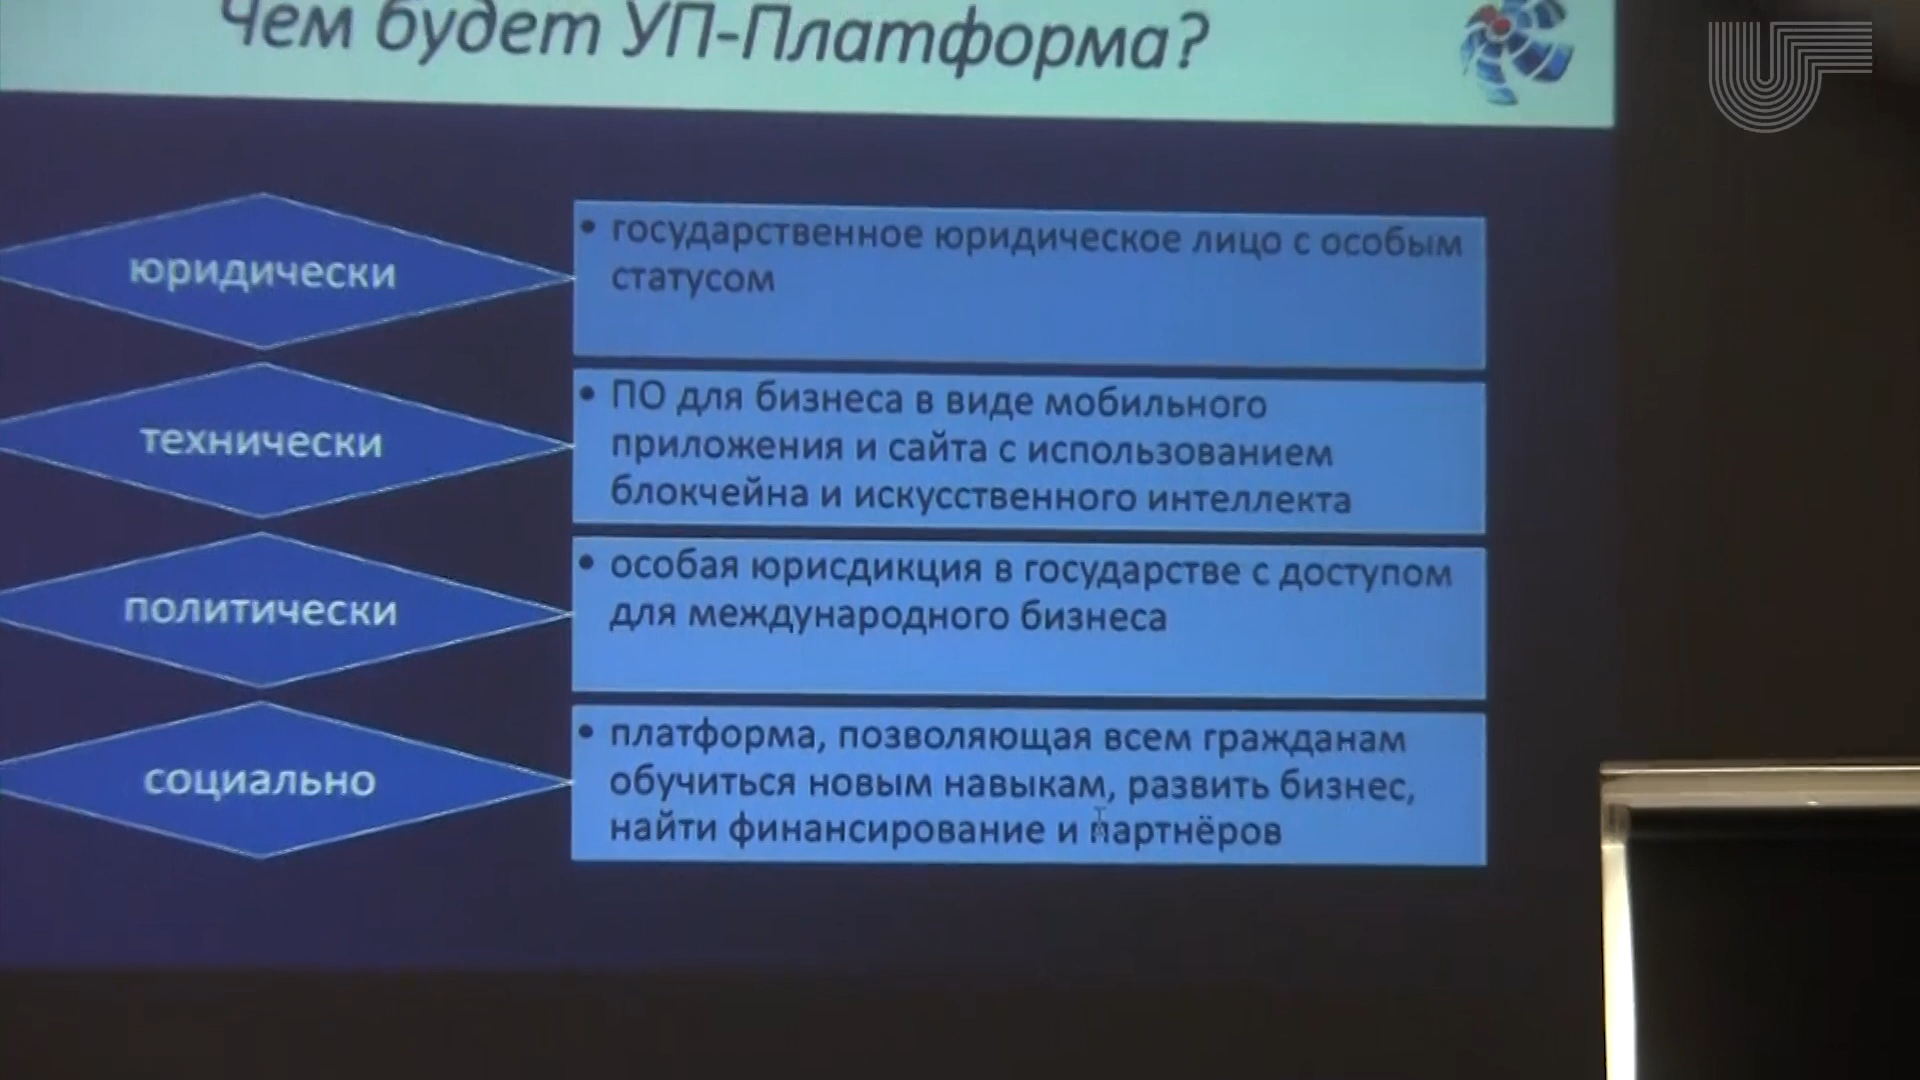 Чем будет УП-Платформа?
юридически
• государственное юридическое лицо с особым
статусом
технически
• ПО для бизнеса в виде мобильного
приложения и сайта с использованием
блокчейна и искусственного интеллекта
политически
• особая юрисдикция в государстве с доступом
для международного бизнеса
социально
• платформа, позволяющая всем гражданам
обучиться новым навыкам, развить бизнес,
найти финансирование и партнёров